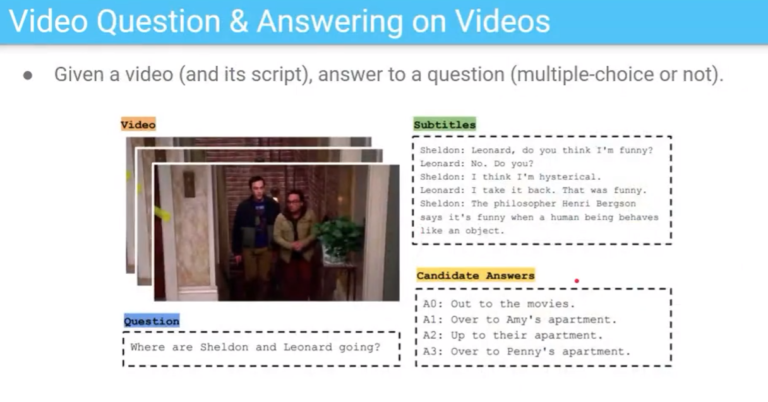 Video Question & Answering on Videos
● Given a video (and its script), answer to a question (multiple-choice or not).
Video
Question
Where are Sheldon and Leonard going?
Subtitles
Sheldon: Leonard, do you think I'm funny?
Leonard: No. Do you?
Sheldon: I think I'm hysterical.
Leonard: I take it back. That was funny.
Sheldon: The philosopher Henri Bergson
says it's funny when a human being behaves
like an object.
Candidate Answers
A0: Out to the movies.
A1: Over to Amy's apartment.
A2: Up to their apartment.
A3: Over to Penny's apartment.